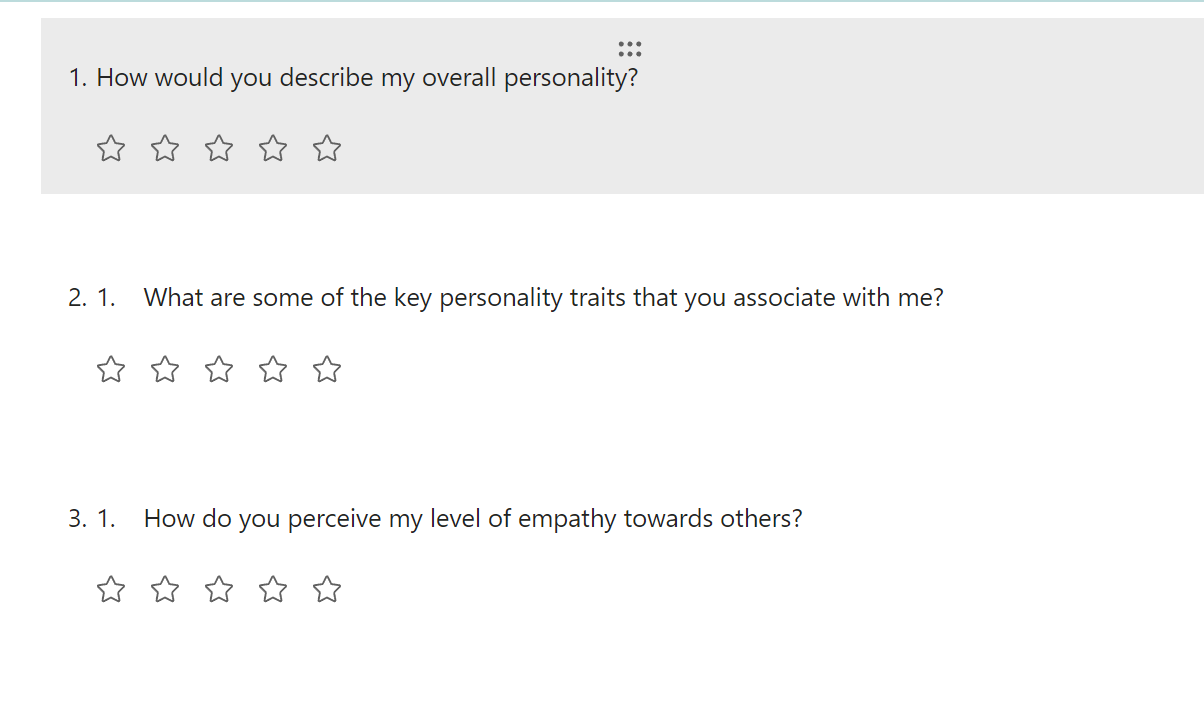 1. How would you describe my overall personality?
2. 1. What are some of the key personality traits that you associate with me?
3. 1. How do you perceive my level of empathy towards others?